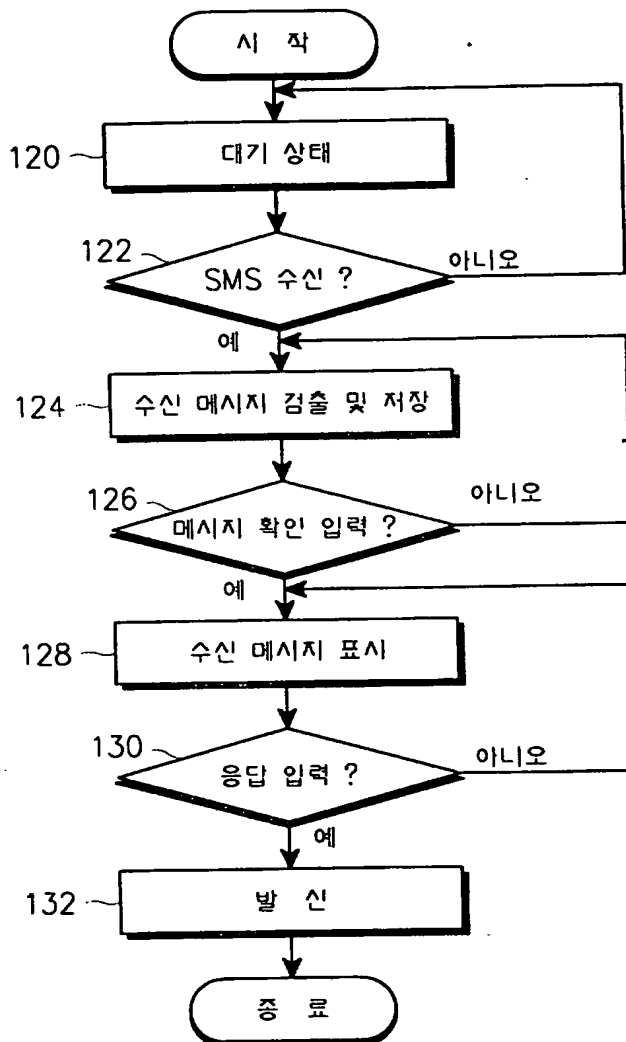 시 작
120
대기 상태
122
SMS 수신 ?
아니오
예
124
수신 메시지 검출 및 저장
126
메시지 확인 입력 ?
아니오
예
128
수신 메시지 표시
130
응답 입력 ?
아니오
예
132
발 신
종 료